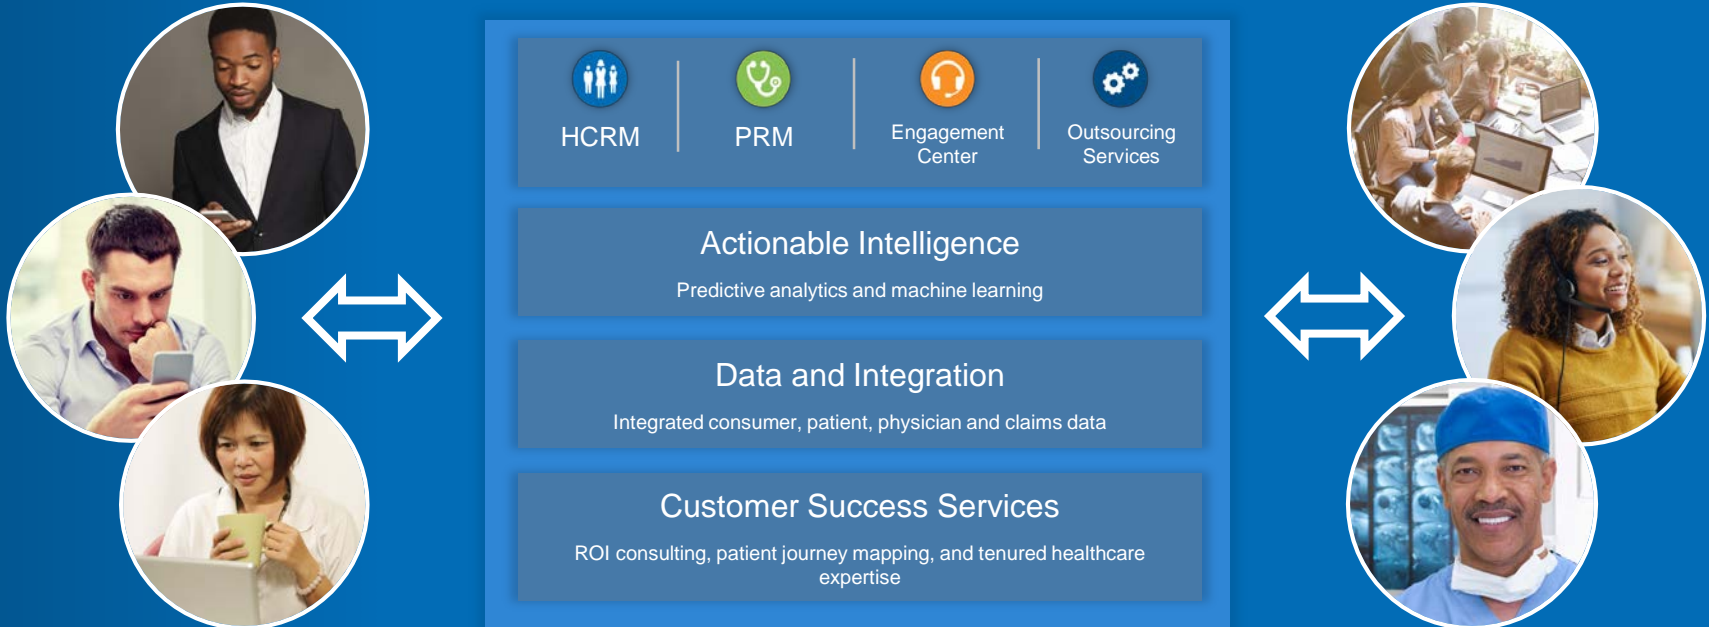 HCRM
PRM
Engagement
Center
Outsourcing
Services
Actionable Intelligence
Predictive analytics and machine learning
Data and Integration
Integrated consumer, patient, physician and claims data
Customer Success Services
ROI consulting, patient journey mapping, and tenured healthcare
expertise